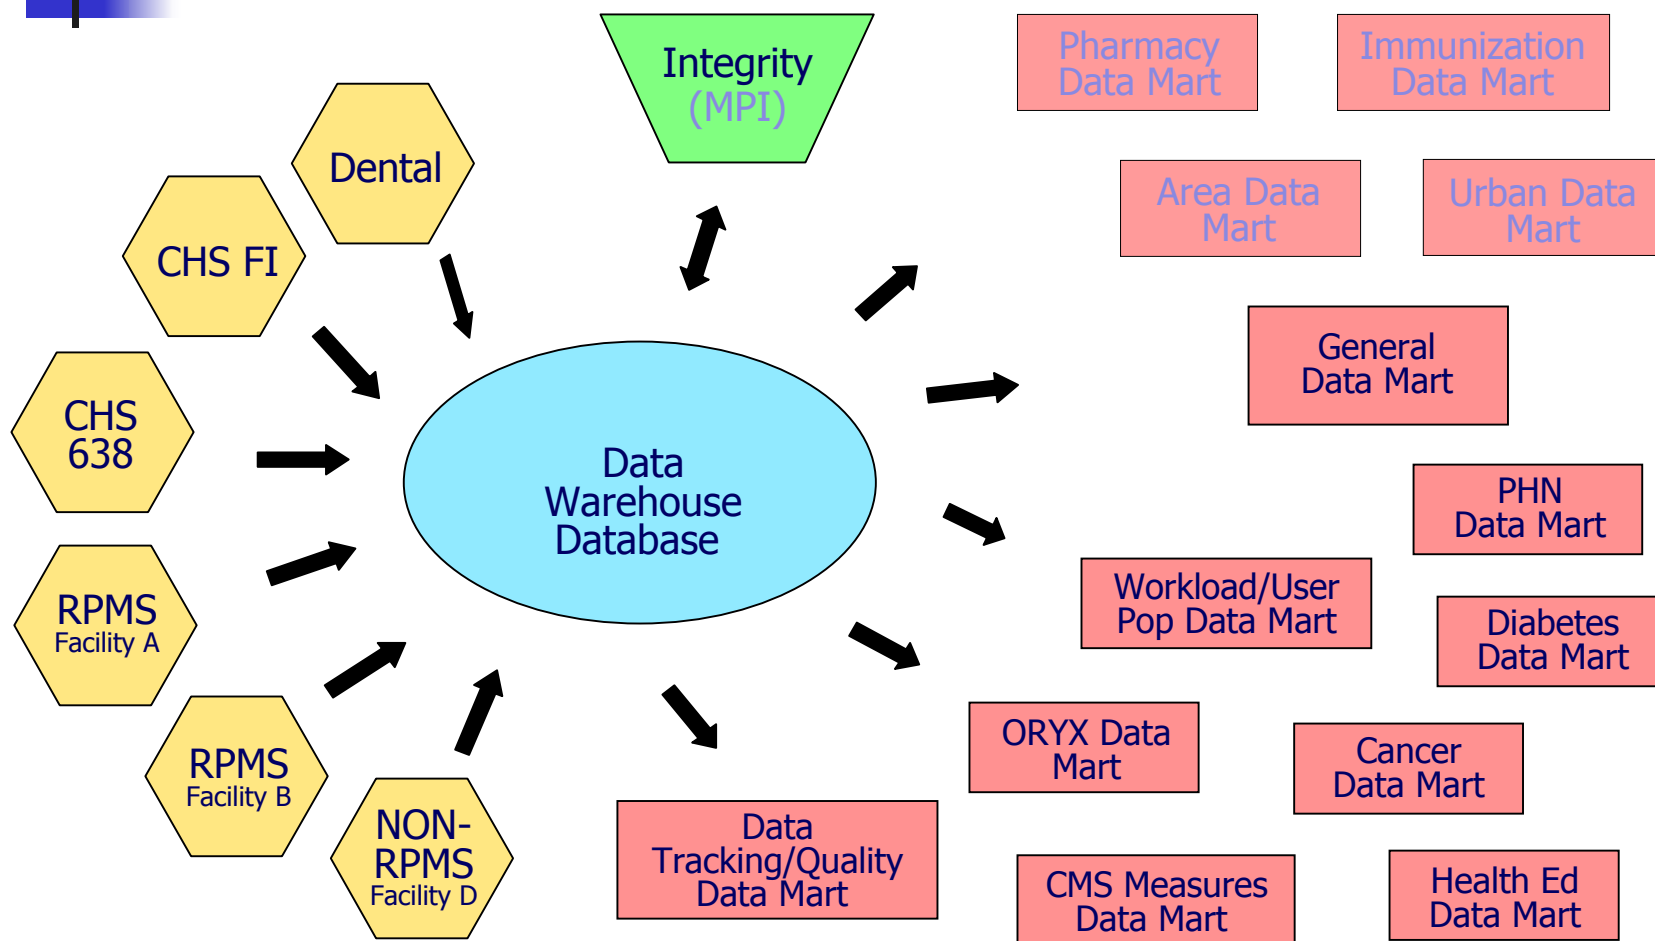 Integrity
(MPI)
Pharmacy
Data Mart
Immunization
Data Mart
Dental
Area Data
Mart
Urban Data
Mart
CHS FI
General
Data Mart
CHS
638
Data
Warehouse
Database
PHN
Data Mart
Workload/User
Pop Data Mart
RPMS
Facility A
Diabetes
Data Mart
ORYX Data
Mart
Cancer
Data Mart
RPMS
Facility B
NON-
RPMS
Facility D
Data
Tracking/Quality
Data Mart
CMS Measures
Data Mart
Health Ed
Data Mart